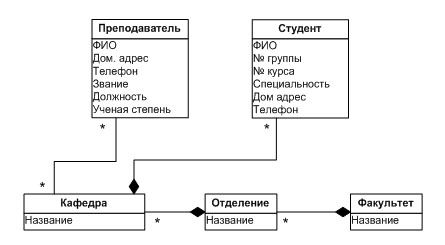 Преподаватель
ФИО
Дом. адрес
Телефон
Звание
Должность
Ученая степень
Студент
ФИО
№ группы
№ курса
Специальность
Дом адрес
Телефон
*
*
*
Кафедра
Название
*
Отделение
Название
*
Факультет
Название